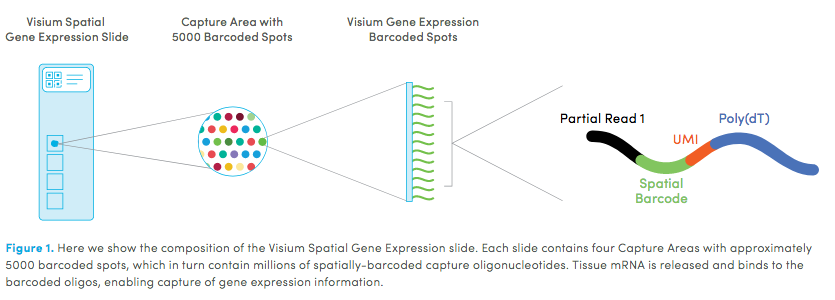 Visium Spatial
Gene Expression Slide
Capture Area with
5000 Barcoded Spots
Visium Gene Expression
Barcoded Spots
Partial Read 1
Poly(dT)
UMI
Spatial
Barcode
Figure 1. Here we show the composition of the Visium Spatial Gene Expression slide. Each slide contains four Capture Areas with approximately
5000 barcoded spots, which in turn contain millions of spatially-barcoded capture oligonucleotides. Tissue mRNA is released and binds to the
barcoded oligos, enabling capture of gene expression information.